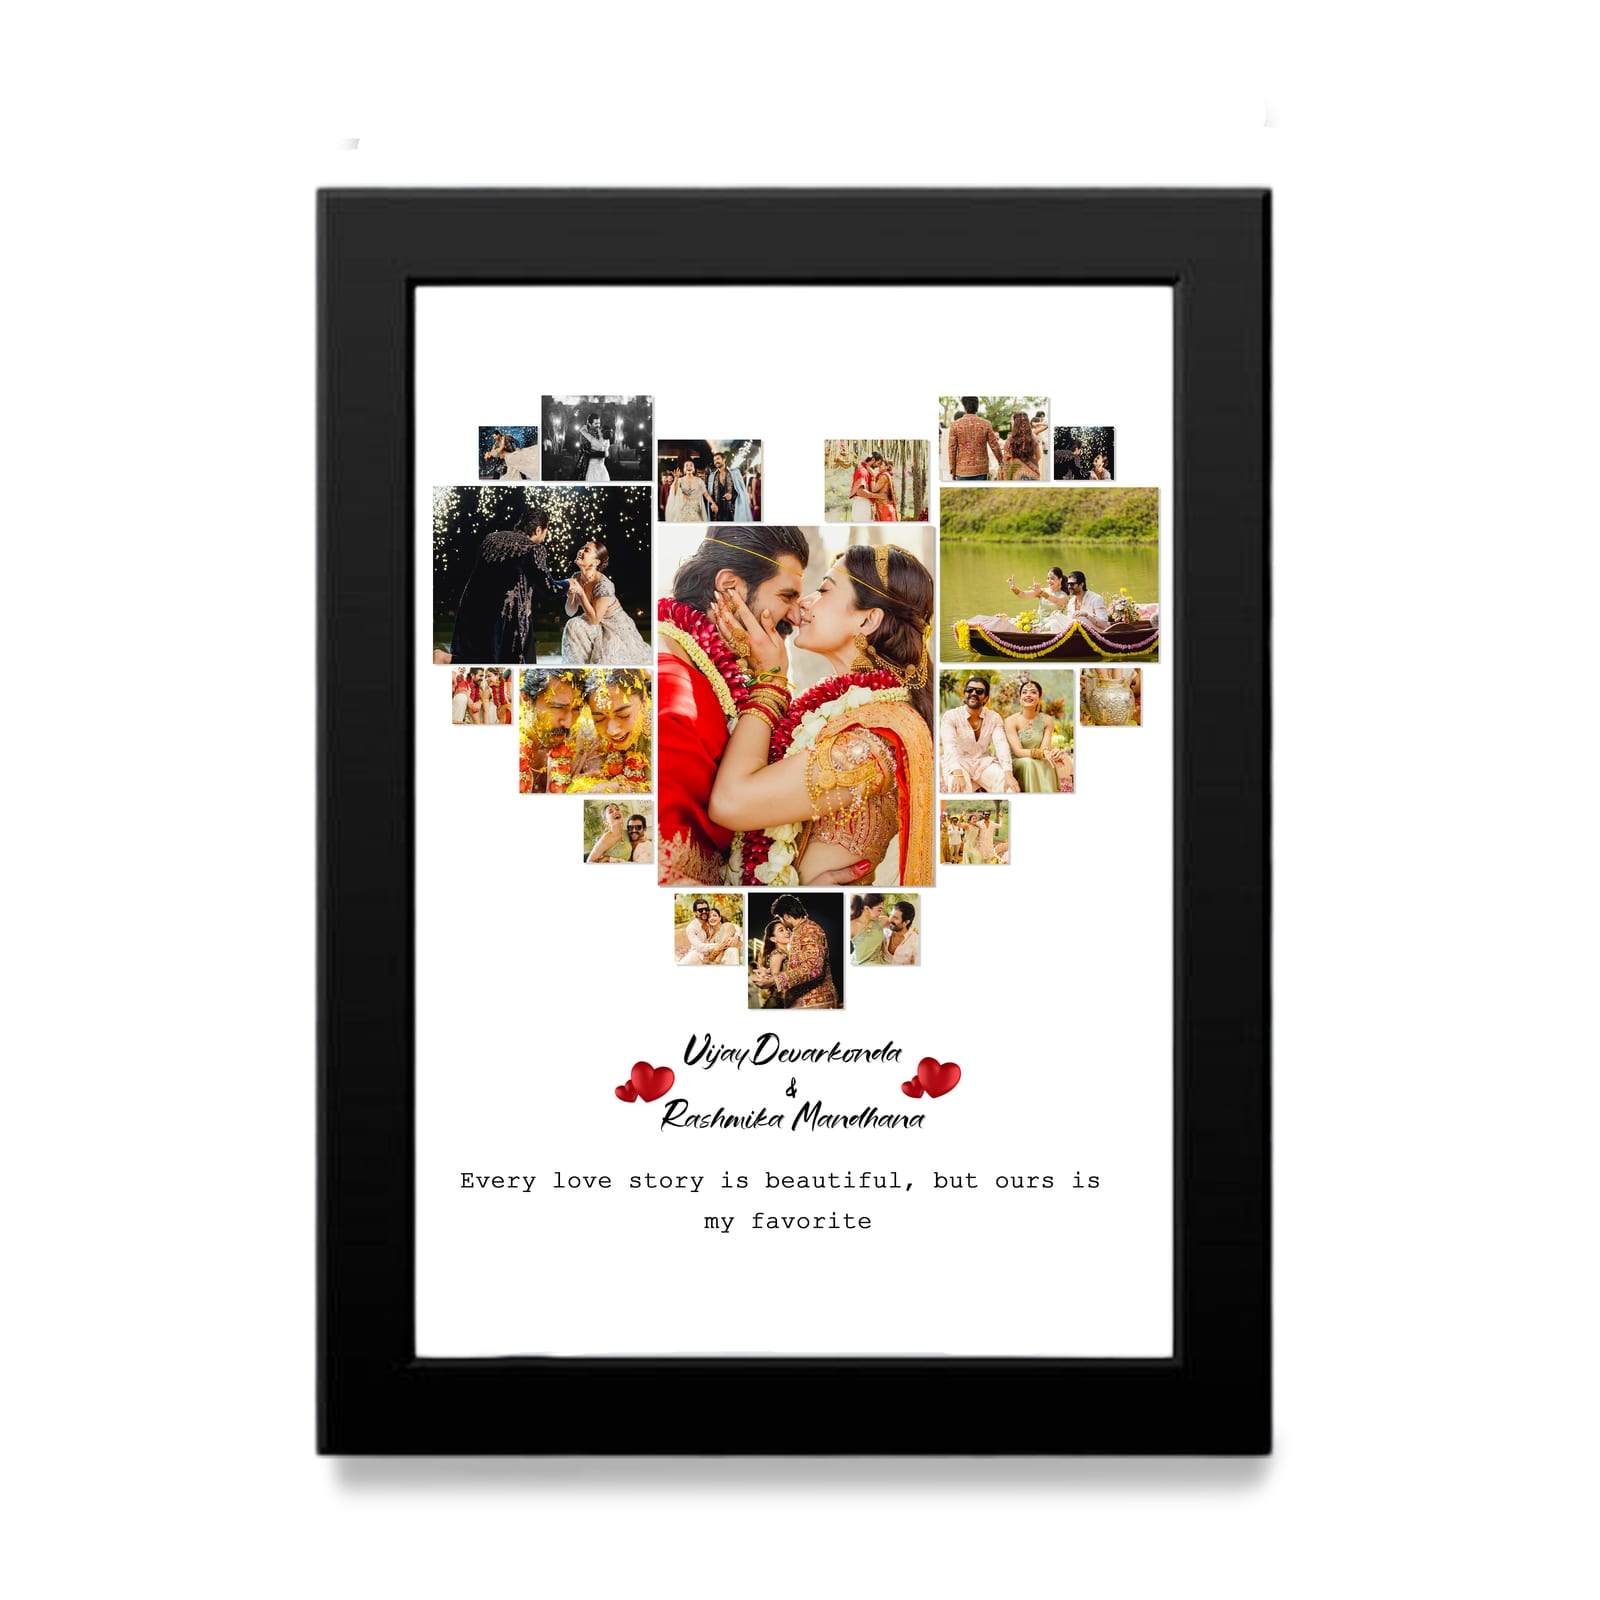 Vijay Devarkonda
&
Rashmika Mandhana
Every love story is beautiful, but ours is
my favorite